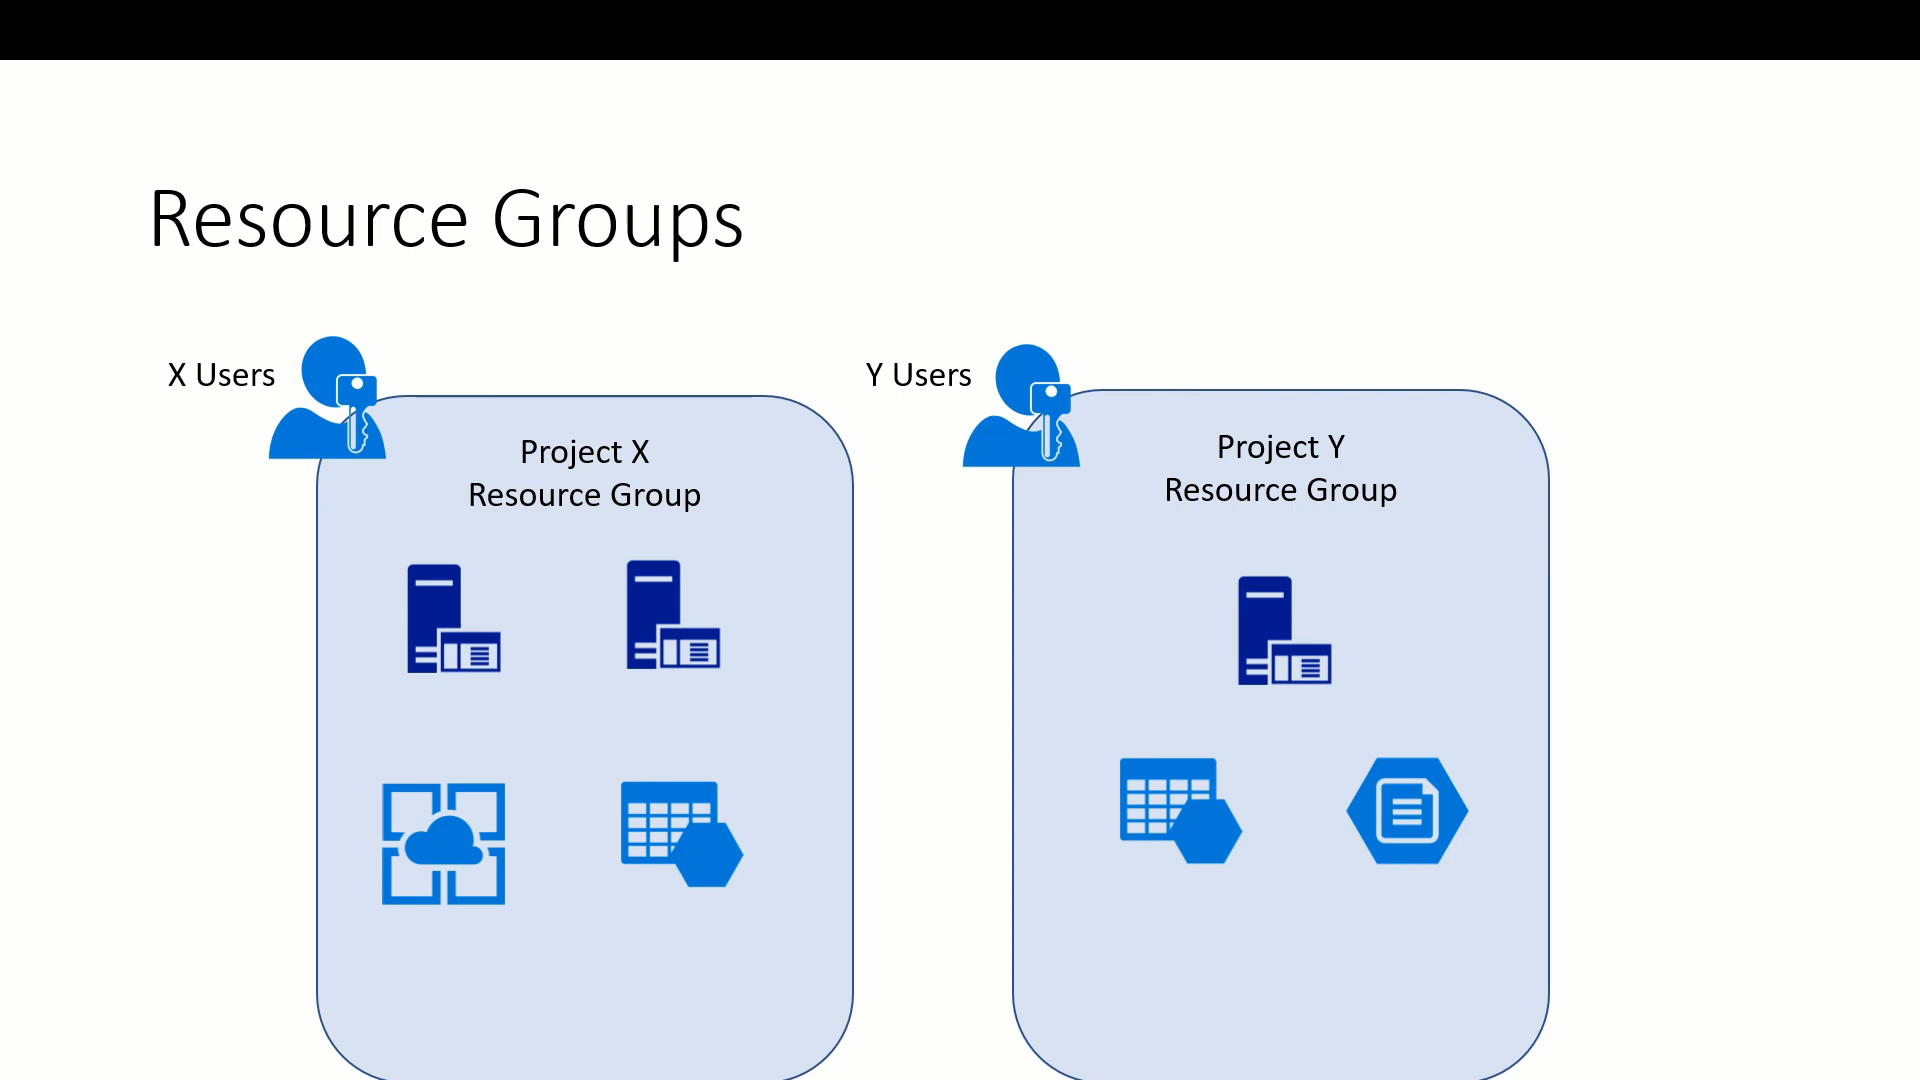 Resource Groups
X Users
Project X
Resource Group
Y Users
Project Y
Resource Group